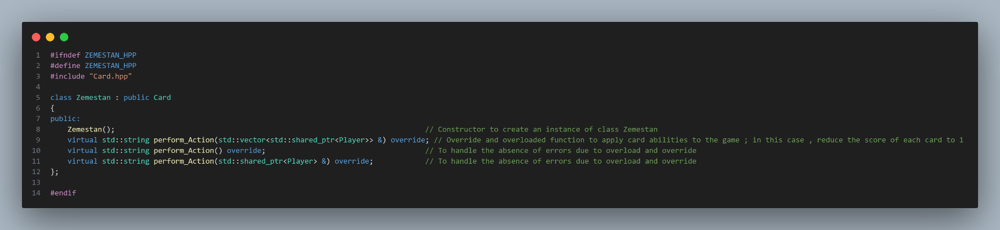 1 #ifndef ZEMESTAN_HPP
2 #define ZEMESTAN_HPP
3 #include "Card.hpp"
4
5 class Zemestan : public Card
6 {
7 public:
8     Zemestan();                                                                        // Constructor to create an instance of class Zemestan
9     virtual std::string perform_Action(std::vector<std::shared_ptr<Player>> &) override; // Override and overloaded function to apply card abilities to the game ; in this case , reduce the score of each card to 1
10     virtual std::string perform_Action() override;                                     // To handle the absence of errors due to overload and override
11     virtual std::string perform_Action(std::shared_ptr<Player> &) override;            // To handle the absence of errors due to overload and override
12 };
13
14 #endif